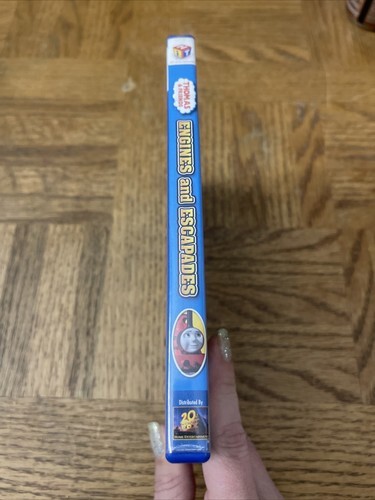 THOMAS
& FRIENDS
ENGINES and ESCAPADES
Distributed By
20